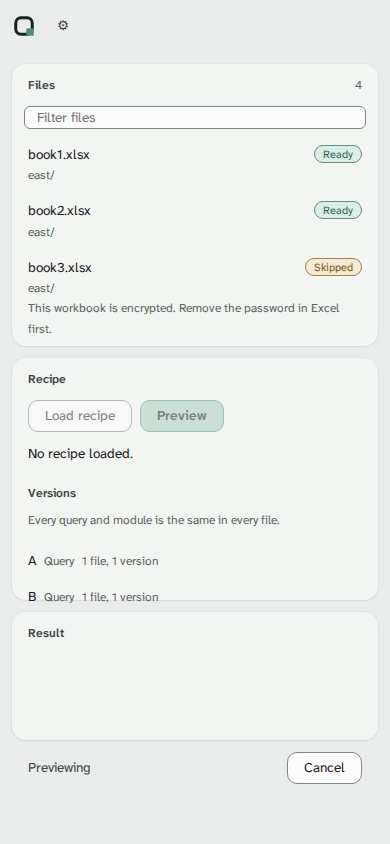 Files 4
Filter files
book1.xlsx Ready
east/
book2.xlsx Ready
east/
book3.xlsx Skipped
east/
This workbook is encrypted. Remove the password in Excel
first.
Recipe
Load recipe Preview
No recipe loaded.
Versions
Every query and module is the same in every file.
A Query 1 file, 1 version
B Query 1 file, 1 version
Result
Previewing Cancel